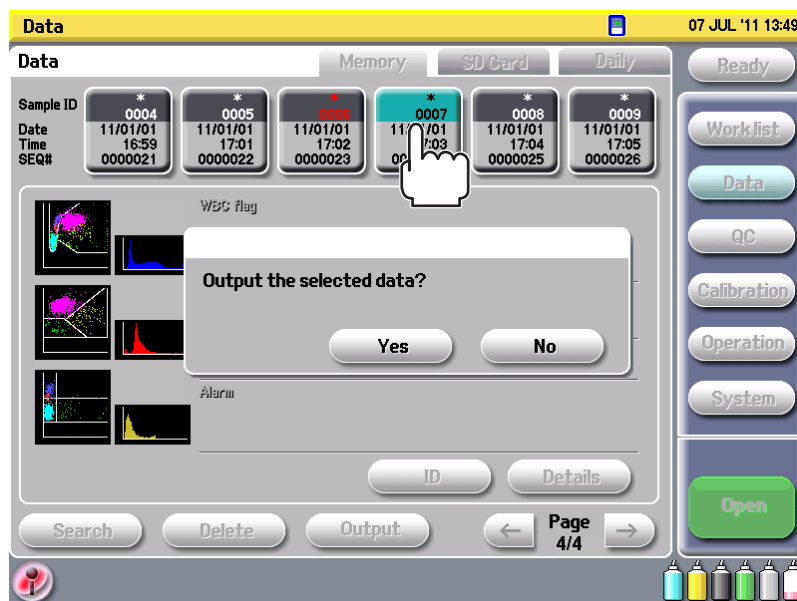 Data
07 JUL '11 13:49
Data
Memory
SD Card
Daily
Ready
Sample ID
Date
Time
SEQ#
*
0004
11/01/01
16:59
0000021
*
0005
11/01/01
17:01
0000022
*
0006
11/01/01
17:02
0000023
*
0007
*
0008
11/01/01
17:04
0000025
*
0009
11/01/01
17:05
0000026
Worklist
Data
QC
Calibration
Operation
System
Open
WBC flag
Output the selected data?
Yes
No
Alarm
ID
Details
Search
Delete
Output
←
Page
4/4
→